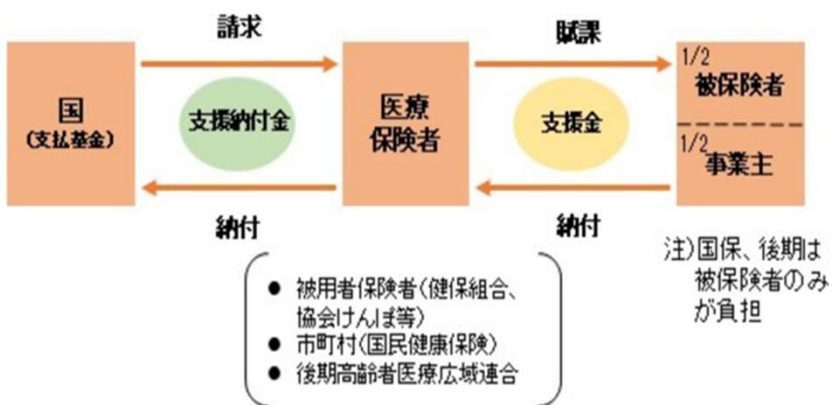 請求
賦課
国
(支払基金)
支援納付金
医療
保険者
支援金
1/2
被保険者
1/2
事業主
納付
納付
注)国保、後期は
被保険者のみ
が負担
● 被用者保険者(健保組合、
協会けんぽ等)
● 市町村(国民健康保険)
● 後期高齢者医療広域連合